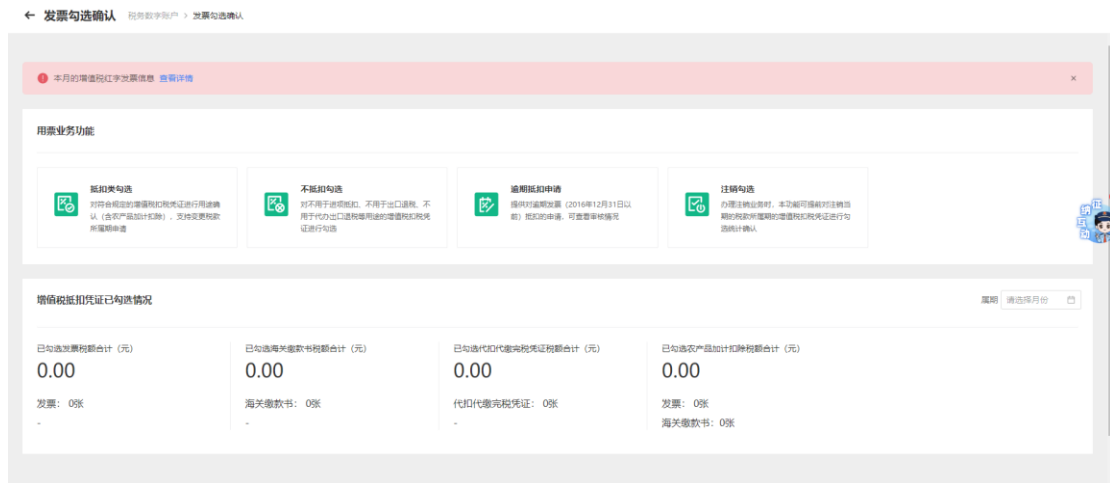 ← 发票勾选确认 税务数字账户 > 发票勾选确认
本月的增值税红字发票信息 查看详情 ×
用票业务功能
抵扣类勾选
对符合规定的增值税扣税凭证进行用途确
认（含农产品加计扣除），支持变更税款
所属期申请
不抵扣勾选
对不用于进项抵扣、不用于出口退税、不
用于代办出口退税等用途的增值税扣税凭
证进行勾选
逾期抵扣申请
提供对逾期发票（2016年12月31日以
前）抵扣的申请，可查看审核情况
注销勾选
办理注销业务时，本功能可提前对注销当
期的税款所属期的增值税扣税凭证进行勾
选统计确认
征
纳
互
动
增值税抵扣凭证已勾选情况
属期 请选择月份
已勾选发票税额合计（元）
0.00
发票： 0张
-
已勾选海关缴款书税额合计（元）
0.00
海关缴款书： 0张
-
已勾选代扣代缴完税凭证税额合计（元）
0.00
代扣代缴完税凭证： 0张
-
已勾选农产品加计扣除税额合计（元）
0.00
发票： 0张
海关缴款书： 0张